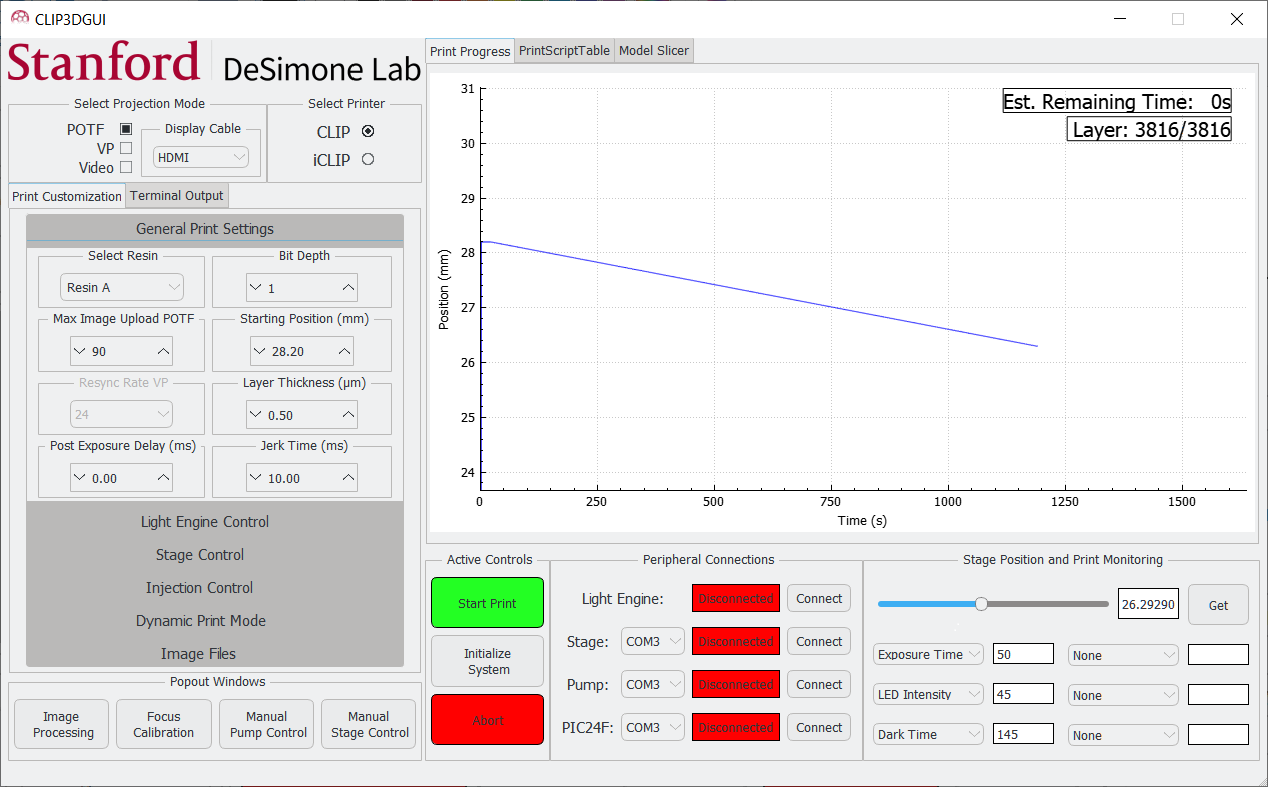 CLIP3DGUI
Stanford DeSimone Lab
Select Projection Mode
POTF
VP
Video
Display Cable
HDMI
Select Printer
CLIP
iCLIP
Print Customization Terminal Output
General Print Settings
Select Resin
Resin A
Bit Depth
1
Max Image Upload POTF
90
Starting Position (mm)
28.20
Resync Rate VP
24
Layer Thickness (µm)
0.50
Post Exposure Delay (ms)
0.00
Jerk Time (ms)
10.00
Light Engine Control
Stage Control
Injection Control
Dynamic Print Mode
Image Files
Popout Windows
Image
Processing
Focus
Calibration
Manual
Pump Control
Manual
Stage Control
Print Progress PrintScriptTable Model Slicer
Est. Remaining Time: 0s
Layer: 3816/3816
31
30
29
28
27
26
25
24
Position (mm)
0 250 500 750 1000 1250 1500
Time (s)
Active Controls
Start Print
Initialize
System
Abort
Peripheral Connections
Light Engine: Disconnected Connect
Stage: COM3 Disconnected Connect
Pump: COM3 Disconnected Connect
PIC24F: COM3 Disconnected Connect
Stage Position and Print Monitoring
26.29290 Get
Exposure Time 50 None
LED Intensity 45 None
Dark Time 145 None